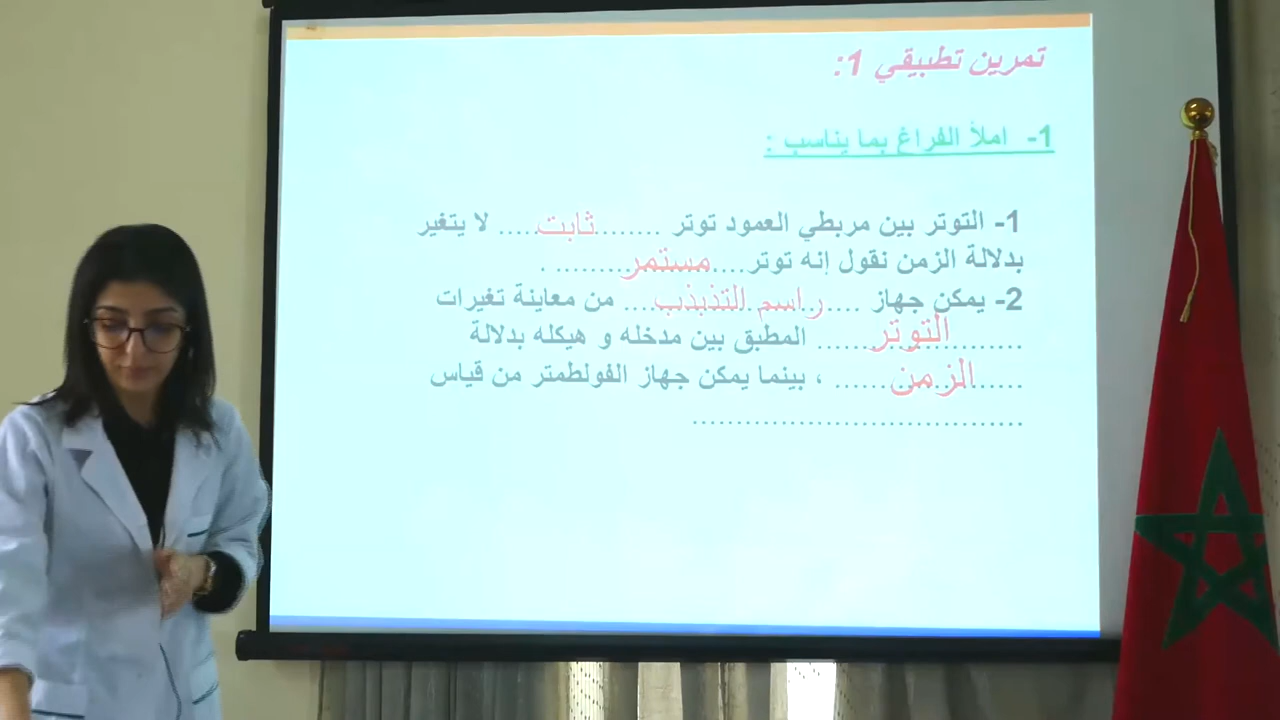 تمرين تطبيقي 1:
1- املأ الفراغ بما يناسب :
1- التوتر بين مربطي العمود توتر ........ثابت..... لا يتغير
بدلالة الزمن نقول إنه توتر....مستمر......... .
2- يمكن جهاز ....راسم التذبذب.... من معاينة تغيرات
........التوتر...... المطبق بين مدخله و هيكله بدلالة
......الزمن...... ، بينما يمكن جهاز الفولطمتر من قياس
......................................